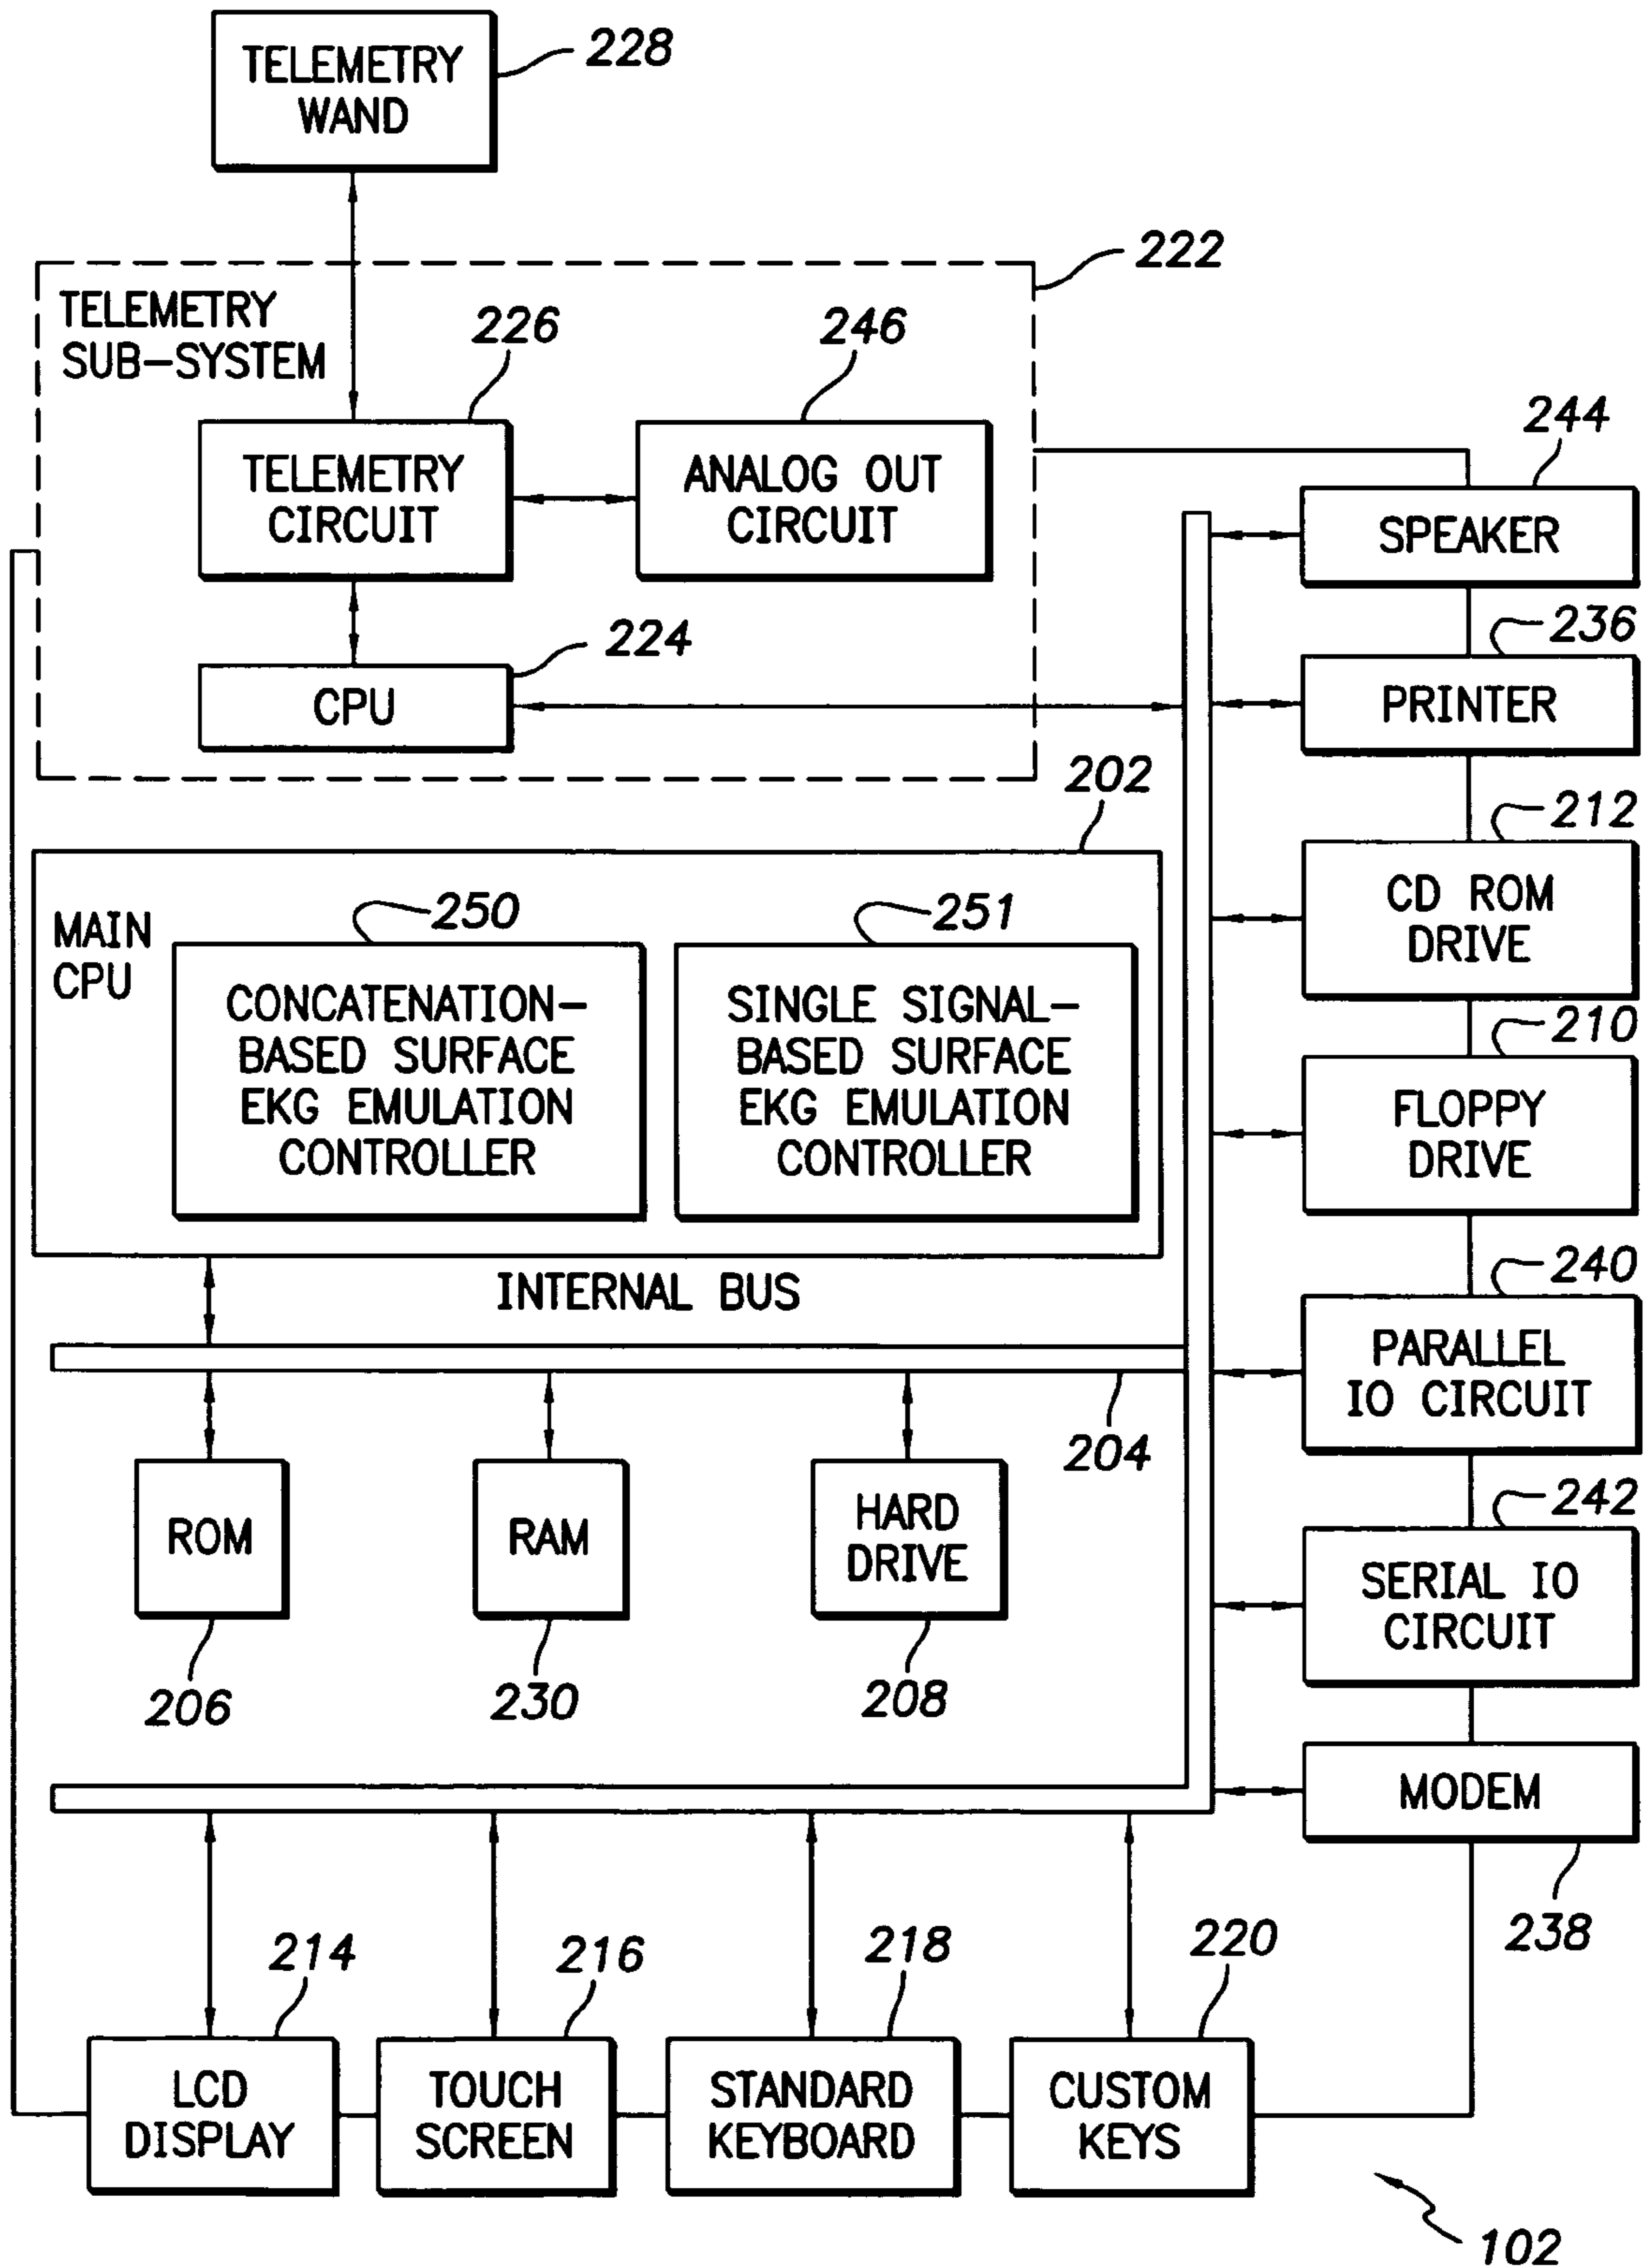 TELEMETRY
WAND
228
222
TELEMETRY
SUB-SYSTEM
226
246
TELEMETRY
CIRCUIT
ANALOG OUT
CIRCUIT
244
SPEAKER
224
CPU
236
PRINTER
202
212
CD ROM
DRIVE
MAIN
CPU
250
251
CONCATENATION-
BASED SURFACE
EKG EMULATION
CONTROLLER
SINGLE SIGNAL-
BASED SURFACE
EKG EMULATION
CONTROLLER
210
FLOPPY
DRIVE
INTERNAL BUS
240
PARALLEL
IO CIRCUIT
204
ROM
RAM
HARD
DRIVE
206
230
208
242
SERIAL IO
CIRCUIT
MODEM
238
214
216
218
220
LCD
DISPLAY
TOUCH
SCREEN
STANDARD
KEYBOARD
CUSTOM
KEYS
102